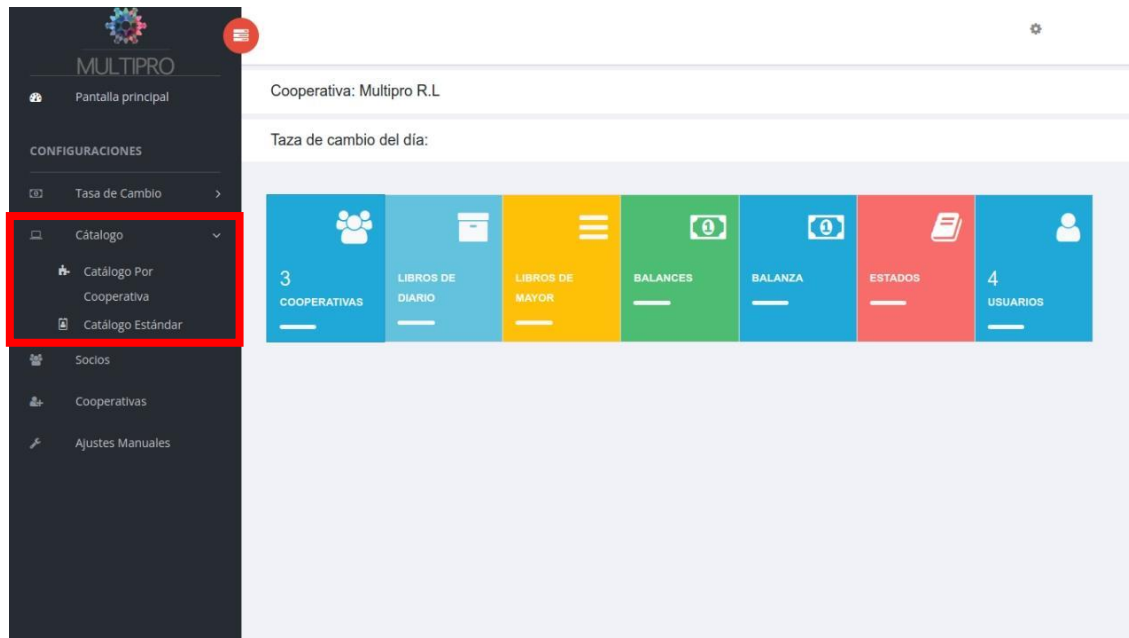 MULTIPRO
Pantalla principal
CONFIGURACIONES
Tasa de Cambio
Cátalogo
Catálogo Por
Cooperativa
Catálogo Estándar
Socios
Cooperativas
Ajustes Manuales
Cooperativa: Multipro R.L
Taza de cambio del día:
3
COOPERATIVAS
LIBROS DE
DIARIO
LIBROS DE
MAYOR
BALANCES
BALANZA
ESTADOS
4
USUARIOS